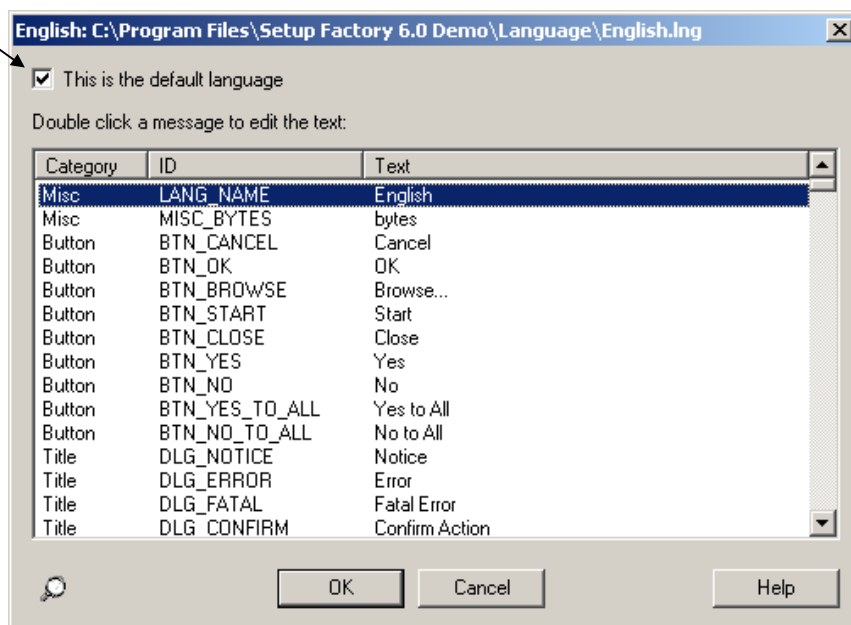 English: C:\Program Files\Setup Factory 6.0 Demo\Language\English.lng
This is the default language
Double click a message to edit the text:
Category ID Text
Misc LANG_NAME English
Misc MISC_BYTES bytes
Button BTN_CANCEL Cancel
Button BTN_OK OK
Button BTN_BROWSE Browse...
Button BTN_START Start
Button BTN_CLOSE Close
Button BTN_YES Yes
Button BTN_NO No
Button BTN_YES_TO_ALL Yes to All
Button BTN_NO_TO_ALL No to All
Title DLG_NOTICE Notice
Title DLG_ERROR Error
Title DLG_FATAL Fatal Error
Title DLG_CONFIRM Confirm Action
OK Cancel Help